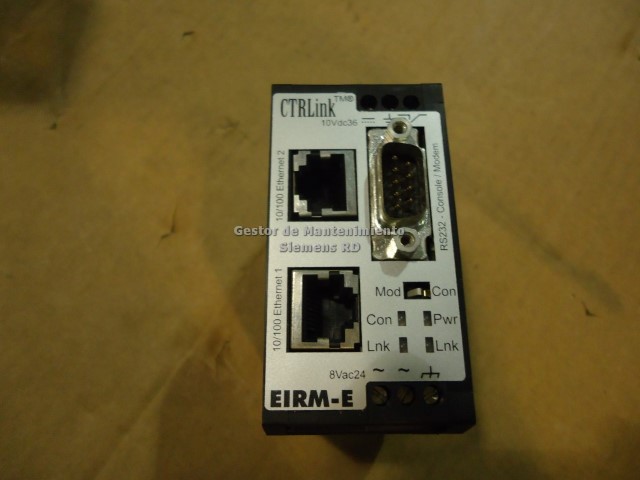 CTRLink TM®
10Vdc36
10/100 Ethernet 2
RS232 - Console / Modem
Gestor de Mantenimiento
Siemens RD
10/100 Ethernet 1
Mod Con
Con Pwr
Lnk Lnk
8Vac24 ~ ~
EIRM-E